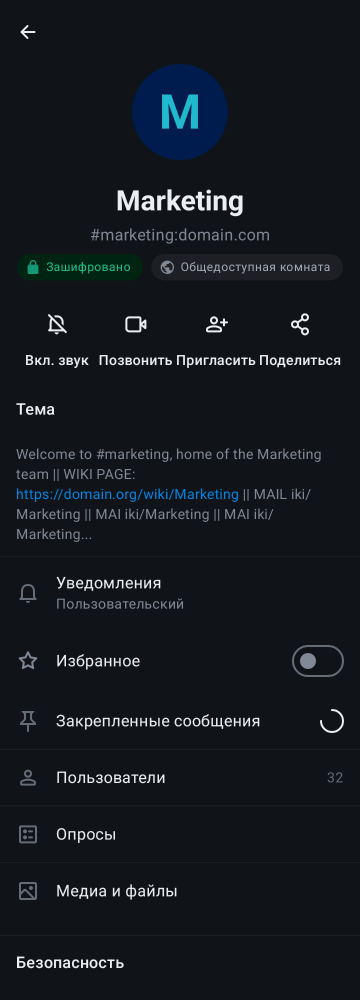 M
Marketing
#marketing:domain.com
Зашифровано Общедоступная комната
Вкл. звук Позвонить Пригласить Поделиться
Тема
Welcome to #marketing, home of the Marketing
team || WIKI PAGE:
https://domain.org/wiki/Marketing || MAIL iki/
Marketing || MAI iki/Marketing || MAI iki/
Marketing...
Уведомления
Пользовательский
Избранное
Закрепленные сообщения
Пользователи 32
Опросы
Медиа и файлы
Безопасность